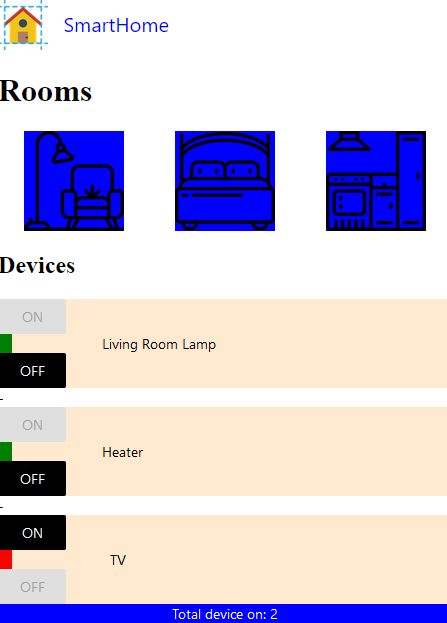 SmartHome
Rooms
Devices
ON
Living Room Lamp
OFF
-
ON
Heater
OFF
-
ON
TV
OFF
Total device on: 2